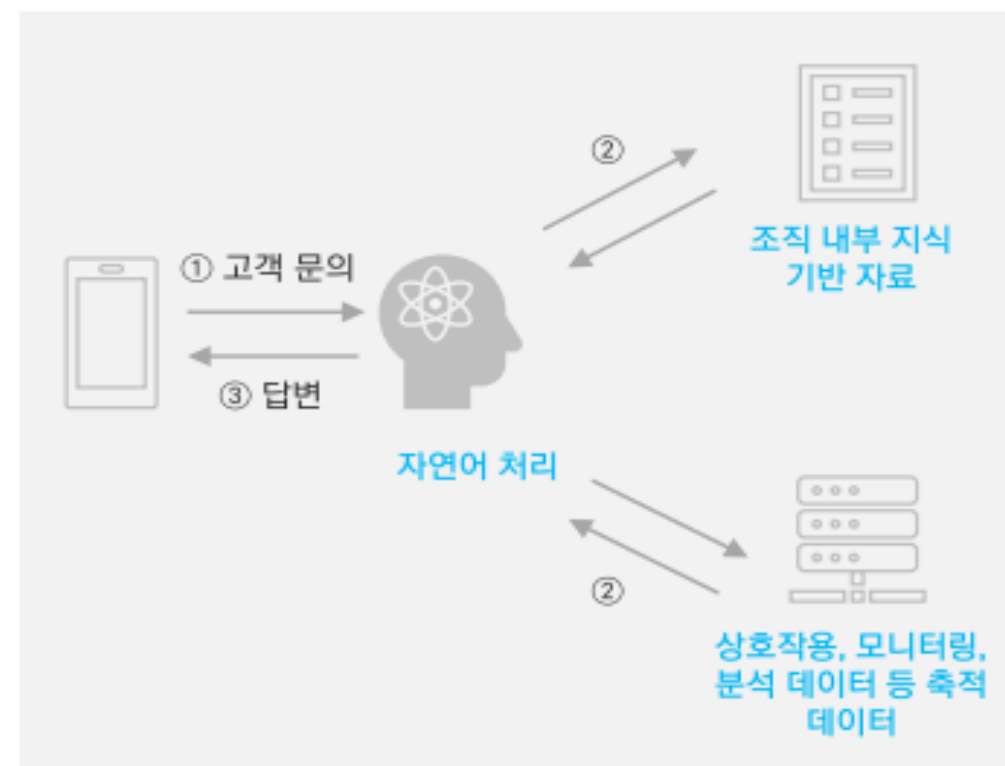 ②
조직 내부 지식
기반 자료
① 고객 문의
③ 답변
자연어 처리
②
상호작용, 모니터링,
분석 데이터 등 축적
데이터